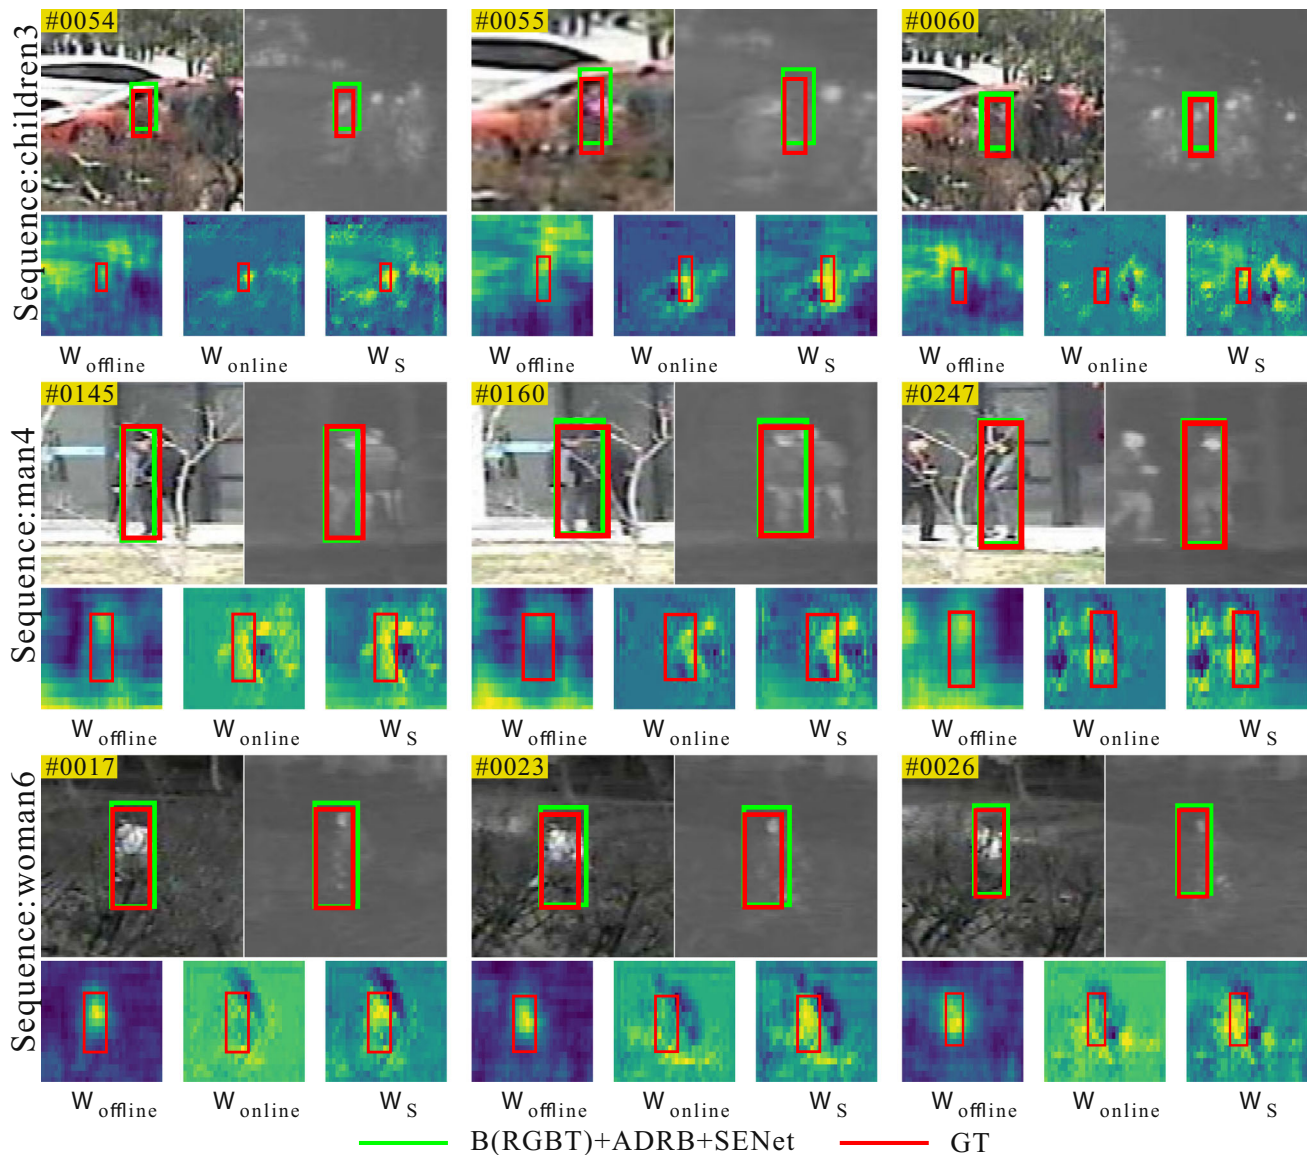 Sequence:children3
#0054
#0055
#0060
W offline
W online
W S
W offline
W online
W S
W offline
W online
W S
Sequence:man4
#0145
#0160
#0247
W offline
W online
W S
W offline
W online
W S
W offline
W online
W S
Sequence:woman6
#0017
#0023
#0026
W offline
W online
W S
W offline
W online
W S
W offline
W online
W S
B(RGBT)+ADRB+SENet
GT